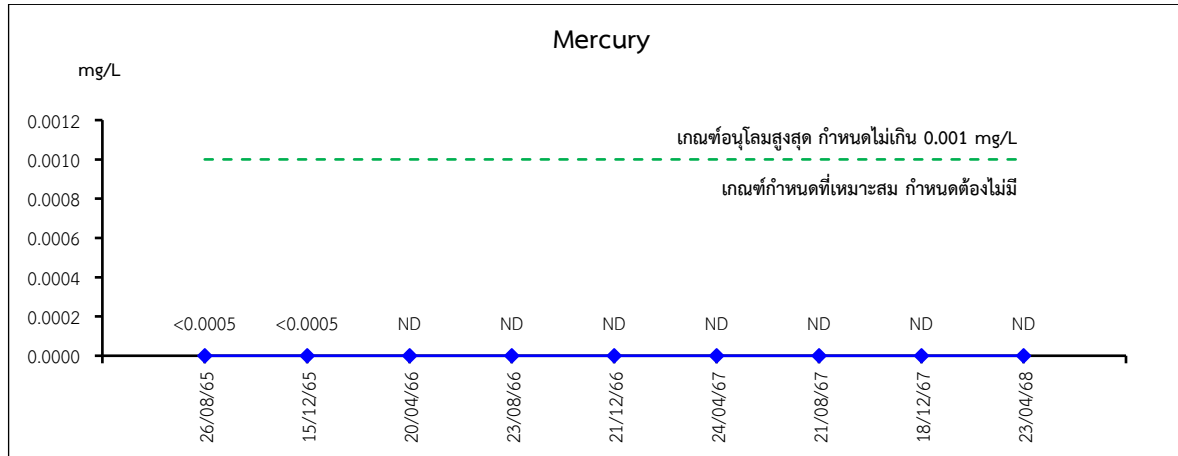 Mercury
mg/L
0.0012
เกณฑ์อนุโลมสูงสุด กำหนดไม่เกิน 0.001 mg/L
0.0010
เกณฑ์กำหนดที่เหมาะสม กำหนดต้องไม่มี
0.0008
0.0006
0.0004
0.0002
<0.0005 <0.0005 ND ND ND ND ND ND ND
0.0000
26/08/65 15/12/65 20/04/66 23/08/66 21/12/66 24/04/67 21/08/67 18/12/67 23/04/68